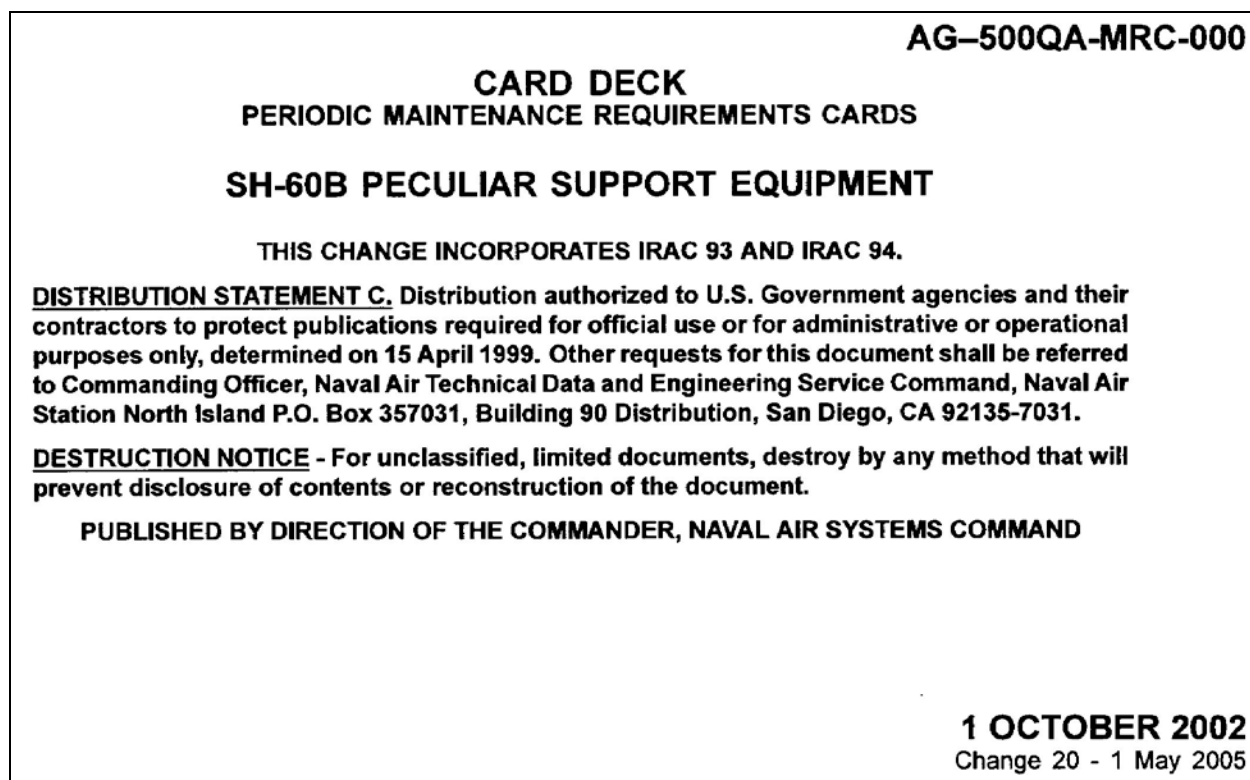 AG–500QA-MRC-000
CARD DECK
PERIODIC MAINTENANCE REQUIREMENTS CARDS
SH-60B PECULIAR SUPPORT EQUIPMENT
THIS CHANGE INCORPORATES IRAC 93 AND IRAC 94.
DISTRIBUTION STATEMENT C. Distribution authorized to U.S. Government agencies and their
contractors to protect publications required for official use or for administrative or operational
purposes only, determined on 15 April 1999. Other requests for this document shall be referred
to Commanding Officer, Naval Air Technical Data and Engineering Service Command, Naval Air
Station North Island P.O. Box 357031, Building 90 Distribution, San Diego, CA 92135-7031.
DESTRUCTION NOTICE - For unclassified, limited documents, destroy by any method that will
prevent disclosure of contents or reconstruction of the document.
PUBLISHED BY DIRECTION OF THE COMMANDER, NAVAL AIR SYSTEMS COMMAND
1 OCTOBER 2002
Change 20 - 1 May 2005